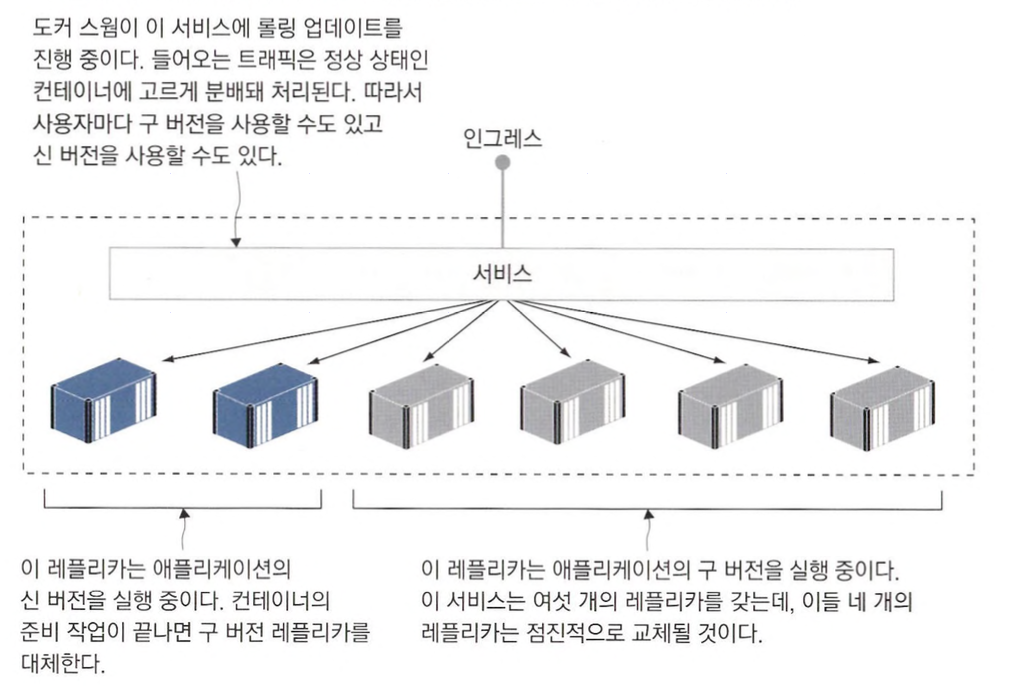 도커 스웜이 이 서비스에 롤링 업데이트를
진행 중이다. 들어오는 트래픽은 정상 상태인
컨테이너에 고르게 분배돼 처리된다. 따라서
사용자마다 구 버전을 사용할 수도 있고
신 버전을 사용할 수도 있다.
인그레스
서비스
이 레플리카는 애플리케이션의
신 버전을 실행 중이다. 컨테이너의
준비 작업이 끝나면 구 버전 레플리카를
대체한다.
이 레플리카는 애플리케이션의 구 버전을 실행 중이다.
이 서비스는 여섯 개의 레플리카를 갖는데, 이들 네 개의
레플리카는 점진적으로 교체될 것이다.